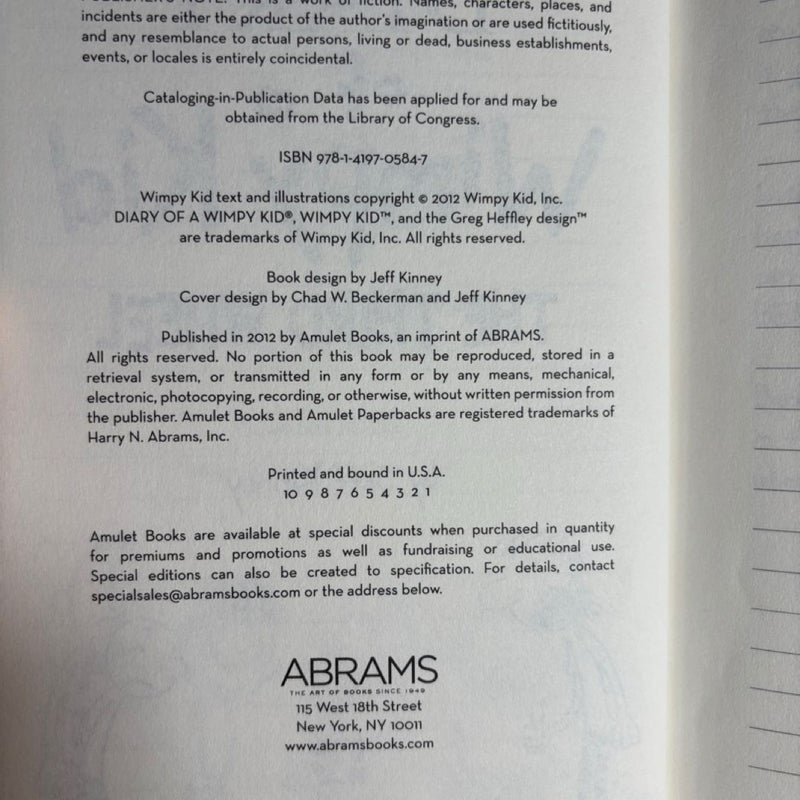 PUBLISHER'S NOTE: This is a work of fiction. Names, characters, places, and
incidents are either the product of the author's imagination or are used fictitiously,
and any resemblance to actual persons, living or dead, business establishments,
events, or locales is entirely coincidental.
Cataloging-in-Publication Data has been applied for and may be
obtained from the Library of Congress.
ISBN 978-1-4197-0584-7
Wimpy Kid text and illustrations copyright © 2012 Wimpy Kid, Inc.
DIARY OF A WIMPY KID®, WIMPY KID™, and the Greg Heffley design™
are trademarks of Wimpy Kid, Inc. All rights reserved.
Book design by Jeff Kinney
Cover design by Chad W. Beckerman and Jeff Kinney
Published in 2012 by Amulet Books, an imprint of ABRAMS.
All rights reserved. No portion of this book may be reproduced, stored in a
retrieval system, or transmitted in any form or by any means, mechanical,
electronic, photocopying, recording, or otherwise, without written permission from
the publisher. Amulet Books and Amulet Paperbacks are registered trademarks of
Harry N. Abrams, Inc.
Printed and bound in U.S.A.
10 9 8 7 6 5 4 3 2 1
Amulet Books are available at special discounts when purchased in quantity
for premiums and promotions as well as fundraising or educational use.
Special editions can also be created to specification. For details, contact
specialsales@abramsbooks.com or the address below.
ABRAMS
THE ART OF BOOKS SINCE 1949
115 West 18th Street
New York, NY 10011
www.abramsbooks.com